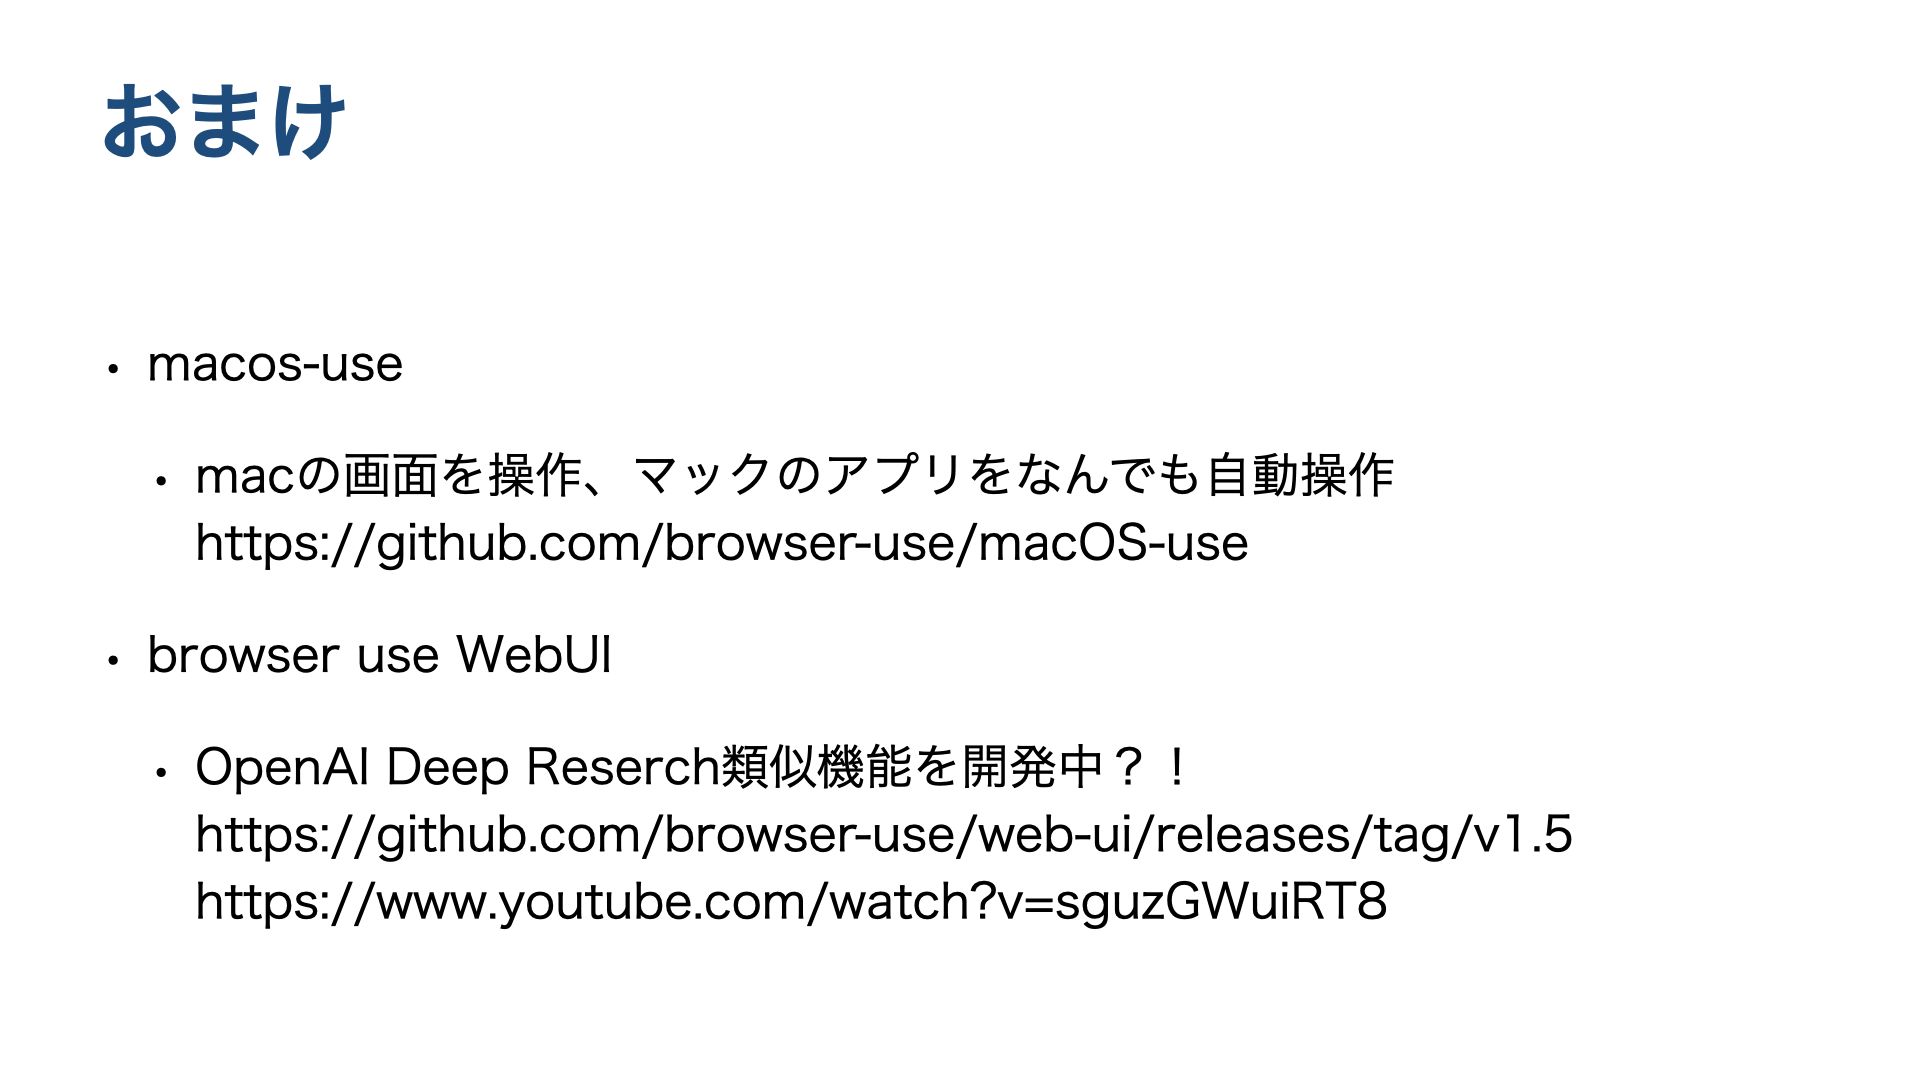 おまけ
• macos-use
• macの画面を操作、マックのアプリをなんでも自動操作
https://github.com/browser-use/macOS-use
• browser use WebUI
• OpenAI Deep Reserch類似機能を開発中？！
https://github.com/browser-use/web-ui/releases/tag/v1.5
https://www.youtube.com/watch?v=sguzGWuiRT8